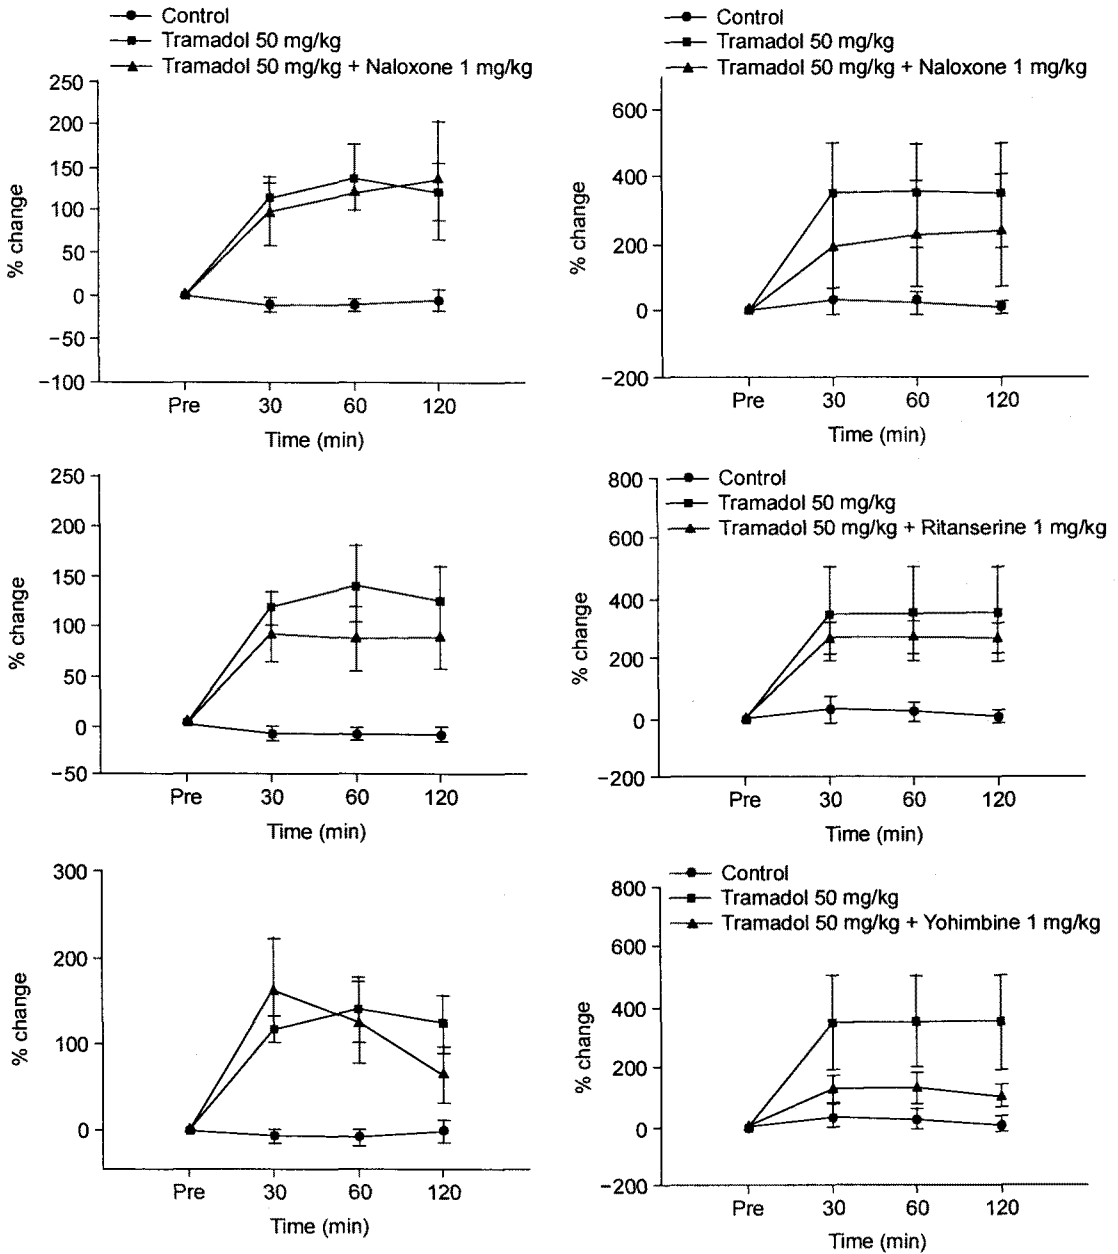 Control
Tramadol 50 mg/kg
Tramadol 50 mg/kg + Naloxone 1 mg/kg
250
200
150
100
50
0
−50
−100
% change
Pre 30 60 120
Time (min)
Control
Tramadol 50 mg/kg
Tramadol 50 mg/kg + Naloxone 1 mg/kg
600
400
200
0
−200
% change
Pre 30 60 120
Time (min)
250
200
150
100
50
0
−50
% change
Pre 30 60 120
Time (min)
Control
Tramadol 50 mg/kg
Tramadol 50 mg/kg + Ritanserine 1 mg/kg
800
600
400
200
0
−200
% change
Pre 30 60 120
Time (min)
300
200
100
0
% change
Pre 30 60 120
Time (min)
Control
Tramadol 50 mg/kg
Tramadol 50 mg/kg + Yohimbine 1 mg/kg
800
600
400
200
0
−200
% change
Pre 30 60 120
Time (min)